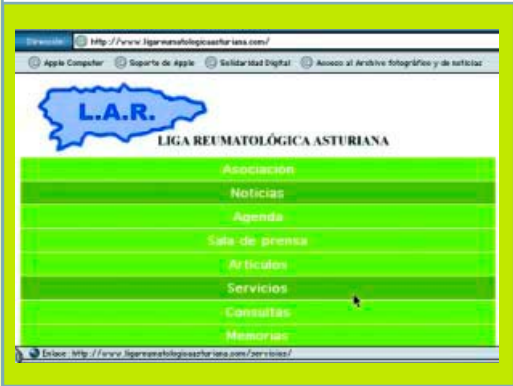 Dirección http://www.ligareumatologicaasturiana.com/
Apple Computer Soporte de Apple Solidaridad Digital Acceso al Archivo fotográfico y de noticias
L.A.R.
LIGA REUMATOLÓGICA ASTURIANA
Asociación
Noticias
Agenda
Sala de prensa
Artículos
Servicios
Consultas
Memorias
Enlace: http://www.ligareumatologicaasturiana.com/servicios/